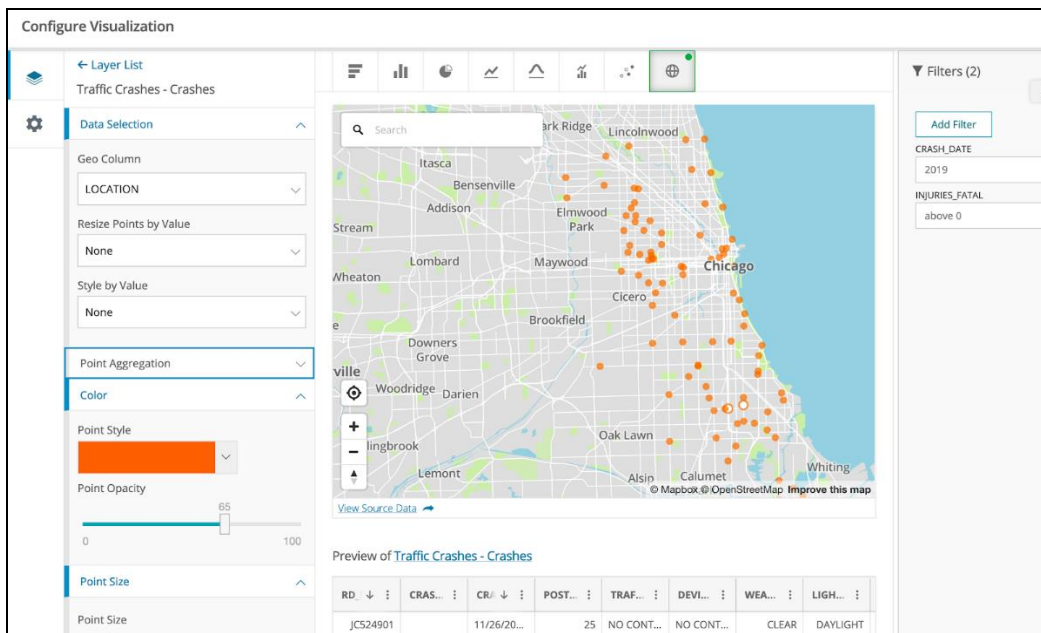 Configure Visualization
← Layer List
Traffic Crashes - Crashes
Data Selection
Geo Column
LOCATION
Resize Points by Value
None
Style by Value
None
Point Aggregation
Color
Point Style
Point Opacity
65
0 100
Point Size
Point Size
Search
Park Ridge
Lincolnwood
Itasca
Bensenville
Addison
Elmwood
Park
Stream
Lombard
Maywood
Chicago
Wheaton
Cicero
Brookfield
Downers
Grove
ville
Woodridge
Darien
Oak Lawn
lingbrook
Lemont
Alsip
Calumet
Whiting
© Mapbox © OpenStreetMap Improve this map
View Source Data
Preview of Traffic Crashes - Crashes
RD_ CRAS... CRA POST... TRAF... DEVI... WEA... LIGH...
JC524901 11/26/20... 25 NO CONT... NO CONT... CLEAR DAYLIGHT
Filters (2)
Add Filter
CRASH_DATE
2019
INJURIES_FATAL
above 0